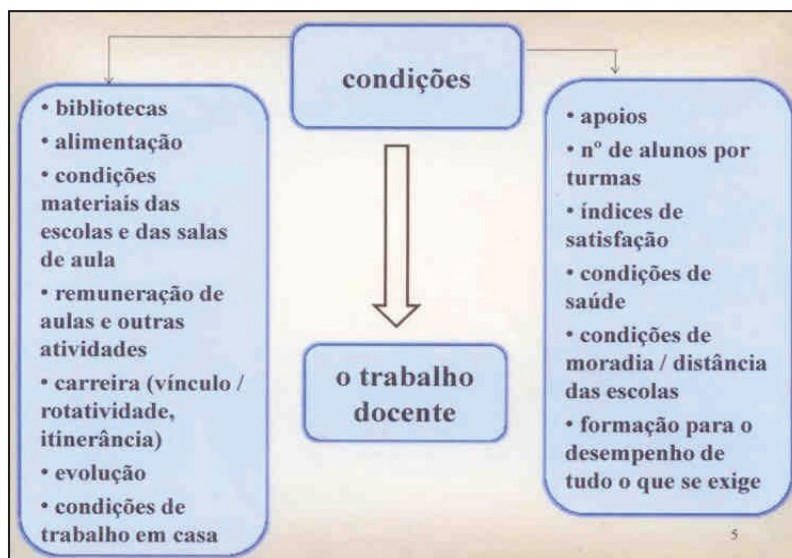 condições
• bibliotecas
• alimentação
• condições
materiais das
escolas e das salas
de aula
• remuneração de
aulas e outras
atividades
• carreira (vínculo /
rotatividade,
itinerância)
• evolução
• condições de
trabalho em casa
o trabalho
docente
• apoios
• nº de alunos por
turmas
• índices de
satisfação
• condições de
saúde
• condições de
moradia / distância
das escolas
• formação para o
desempenho de
tudo o que se exige
5